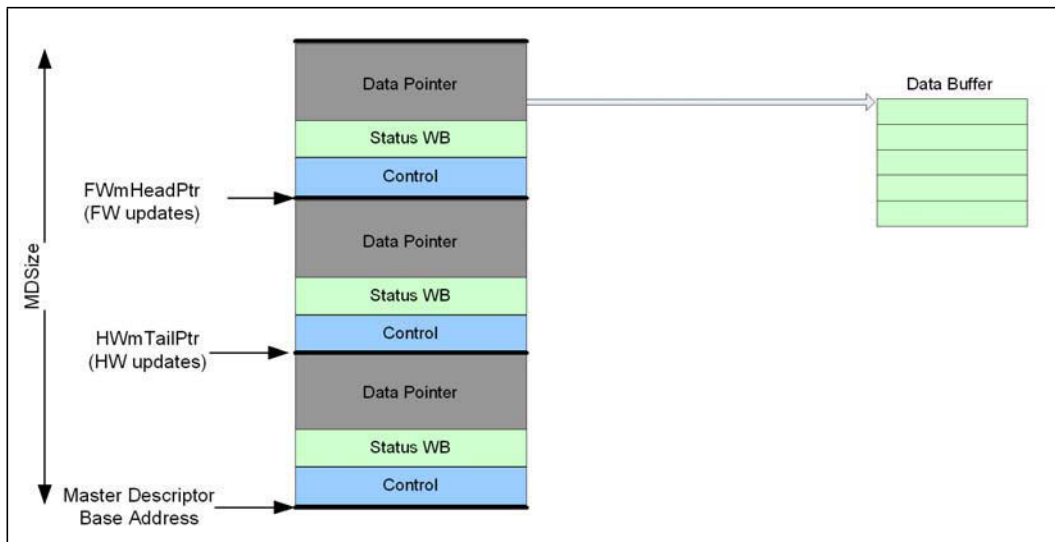 Data Pointer
Data Buffer
Status WB
Control
FWmHeadPtr
(FW updates)
Data Pointer
MDSize
Status WB
HWmTailPtr
(HW updates)
Control
Data Pointer
Status WB
Control
Master Descriptor
Base Address